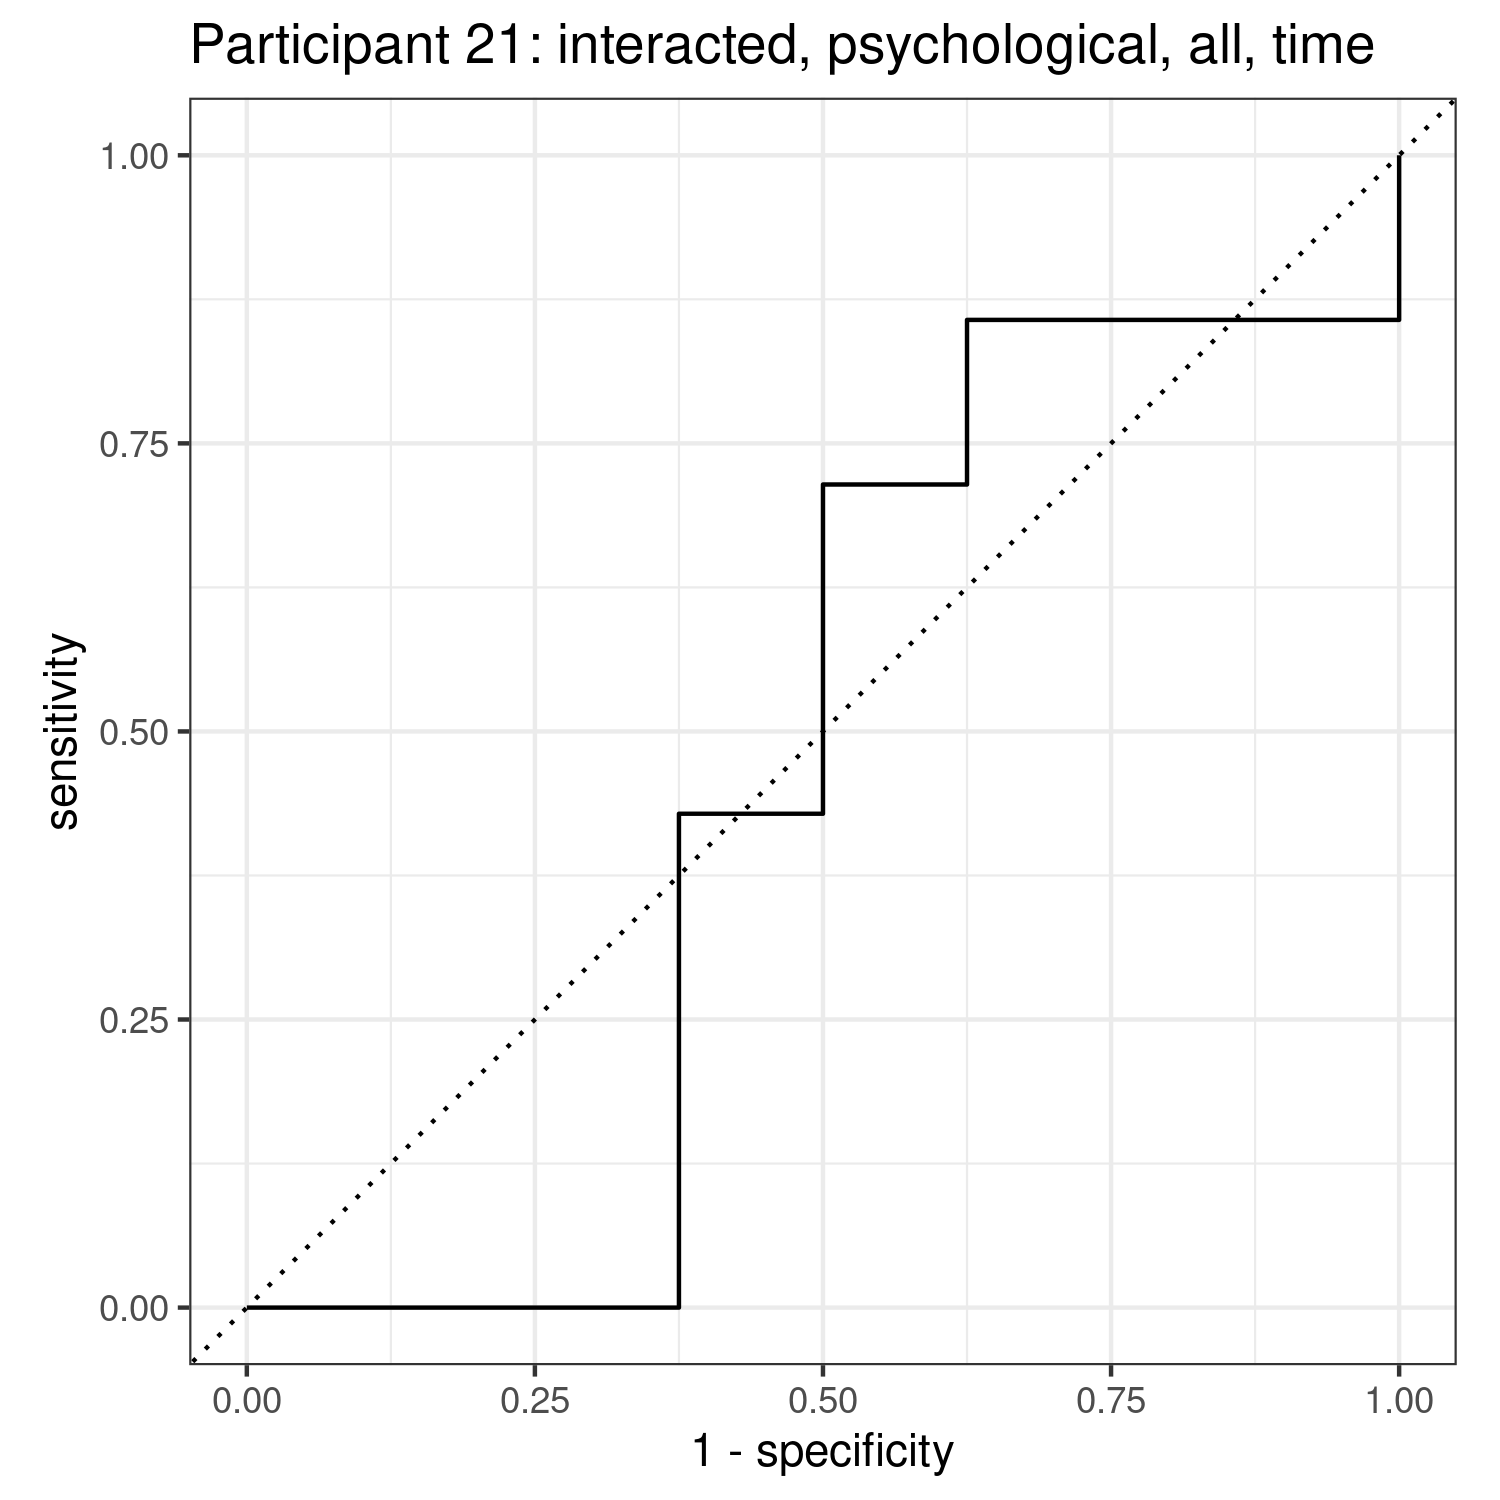 Participant 21: interacted, psychological, all, time
1.00
0.75
0.50
0.25
0.00
sensitivity
0.00 0.25 0.50 0.75 1.00
1 - specificity